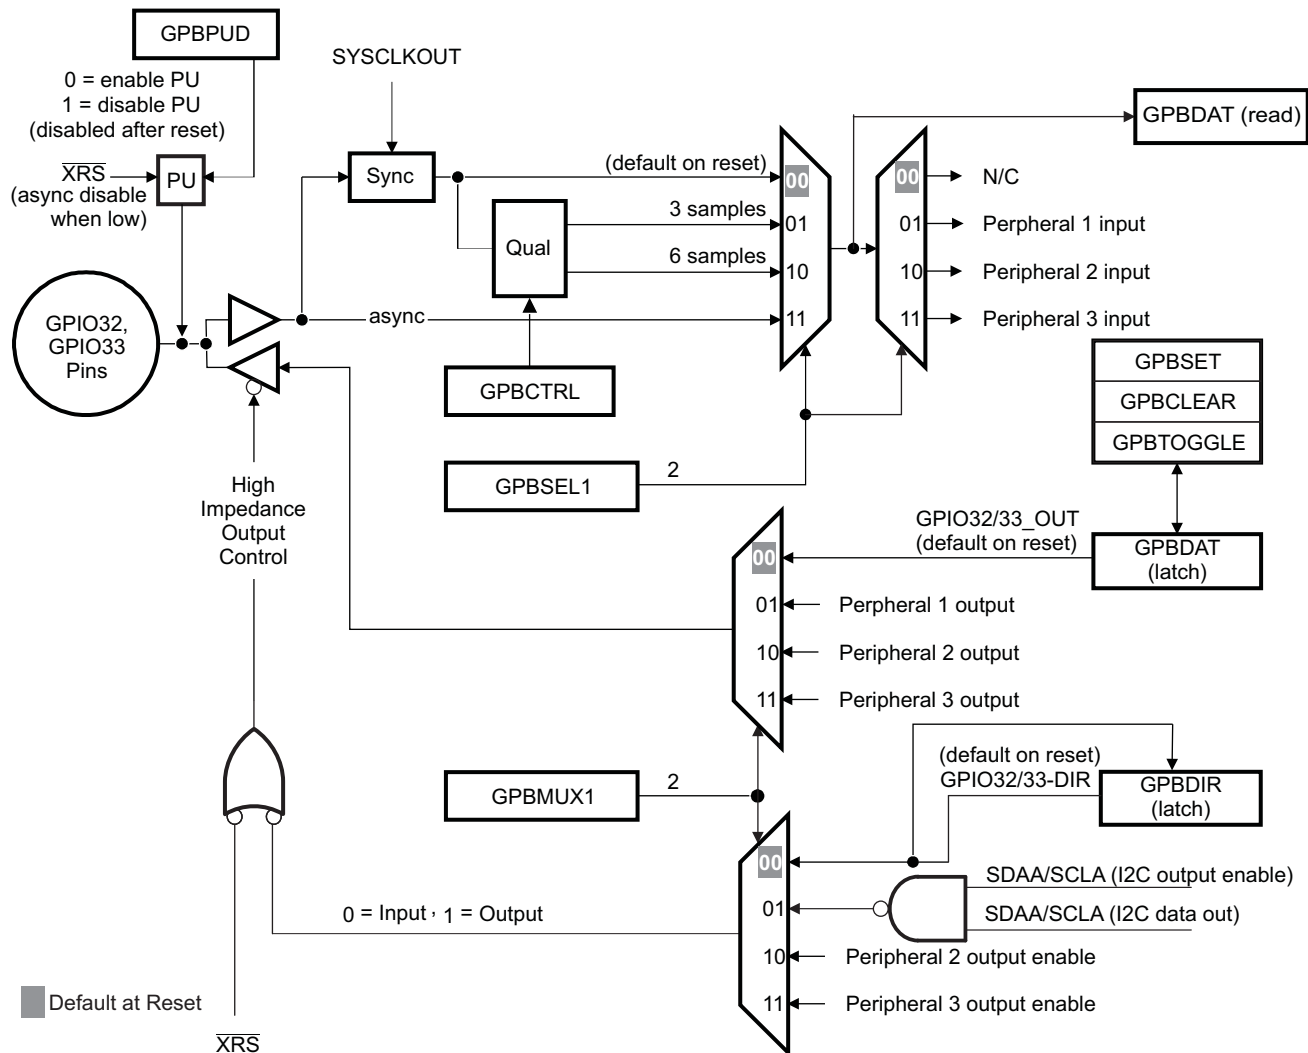 GPBPUD
0 = enable PU
1 = disable PU
(disabled after reset)
XRS
(async disable
when low)
PU
SYSCLKOUT
Sync
(default on reset)
3 samples
6 samples
Qual
async
GPBCTRL
00
01
10
11
00
01
10
11
GPBDAT (read)
N/C
Perpheral 1 input
Peripheral 2 input
Peripheral 3 input
GPIO32,
GPIO33
Pins
GPBSET
GPBCLEAR
GPBTOGGLE
GPBSEL1
2
High
Impedance
Output
Control
GPIO32/33_OUT
(default on reset)
GPBDAT
(latch)
00
01
10
11
Perpheral 1 output
Peripheral 2 output
Peripheral 3 output
GPBMUX1
2
(default on reset)
GPIO32/33-DIR
GPBDIR
(latch)
00
01
10
11
SDAA/SCLA (I2C output enable)
SDAA/SCLA (I2C data out)
Peripheral 2 output enable
Peripheral 3 output enable
0 = Input, 1 = Output
Default at Reset
XRS